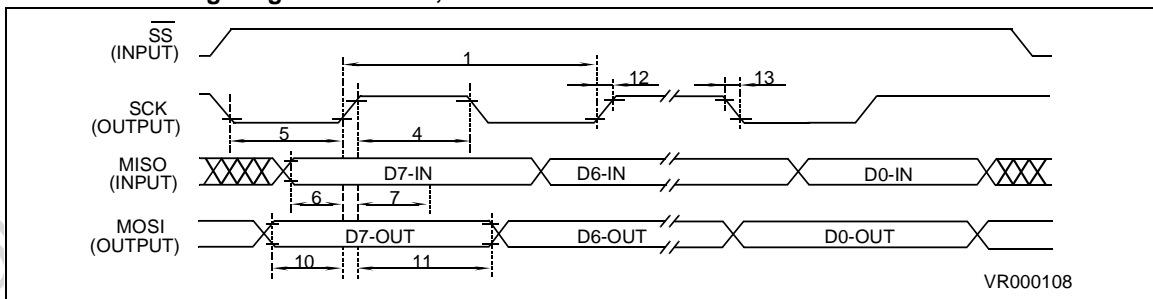 SS
(INPUT)
1
12
13
SCK
(OUTPUT)
5
4
MISO
(INPUT)
D7-IN
D6-IN
D0-IN
6
7
MOSI
(OUTPUT)
D7-OUT
D6-OUT
D0-OUT
10
11
VR000108